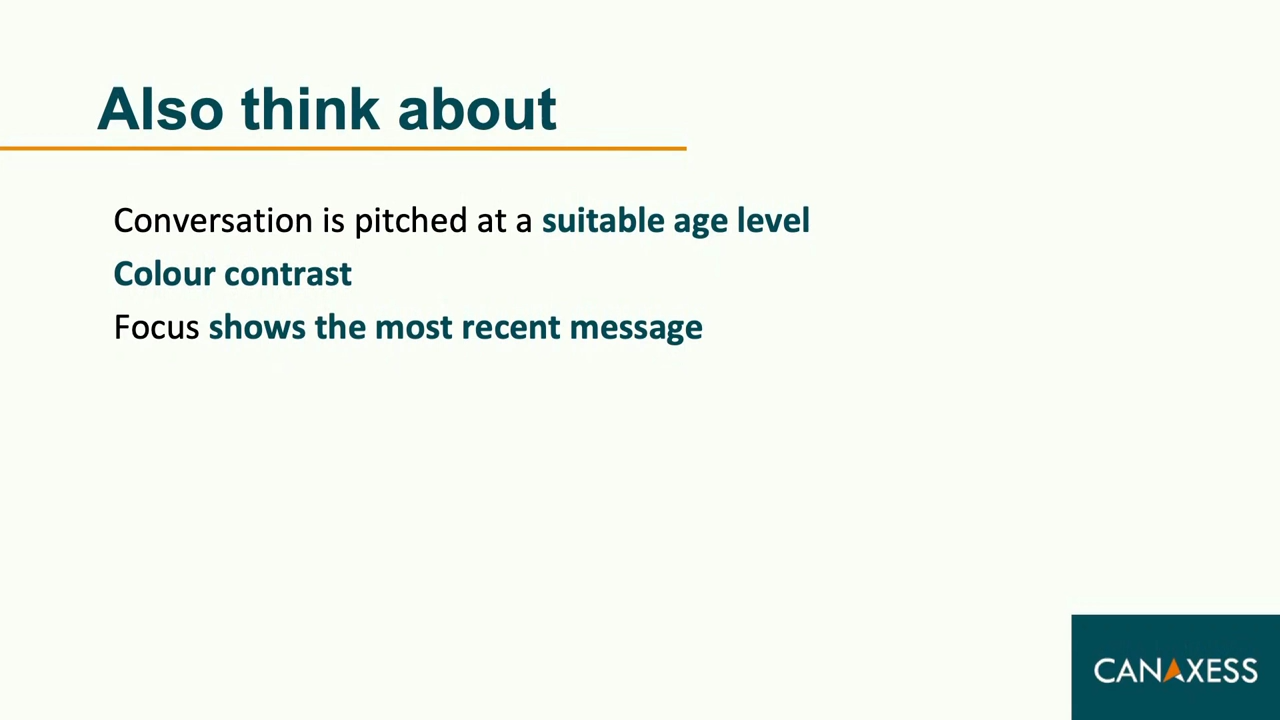 Also think about
Conversation is pitched at a suitable age level
Colour contrast
Focus shows the most recent message
CANAXESS